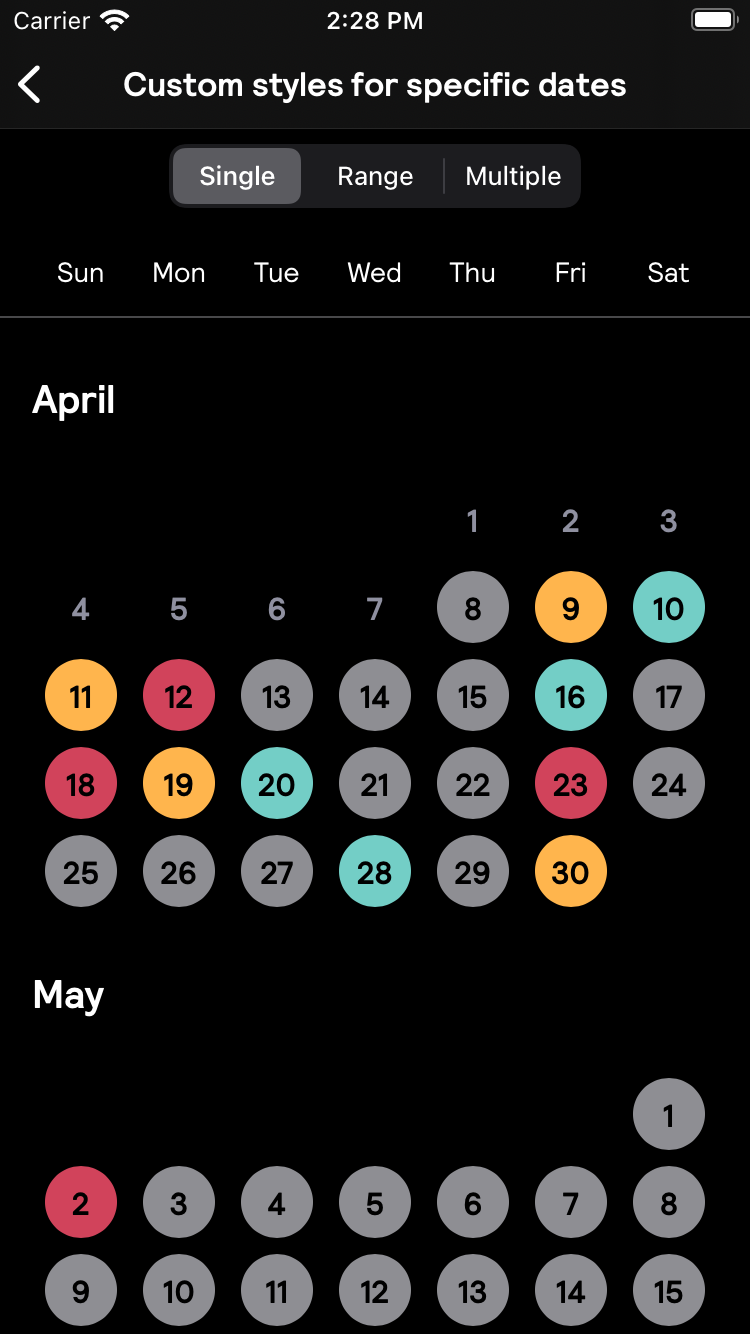 Carrier 2:28 PM
Custom styles for specific dates
Single Range Multiple
Sun Mon Tue Wed Thu Fri Sat
April
1 2 3
4 5 6 7 8 9 10
11 12 13 14 15 16 17
18 19 20 21 22 23 24
25 26 27 28 29 30
May
1
2 3 4 5 6 7 8
9 10 11 12 13 14 15